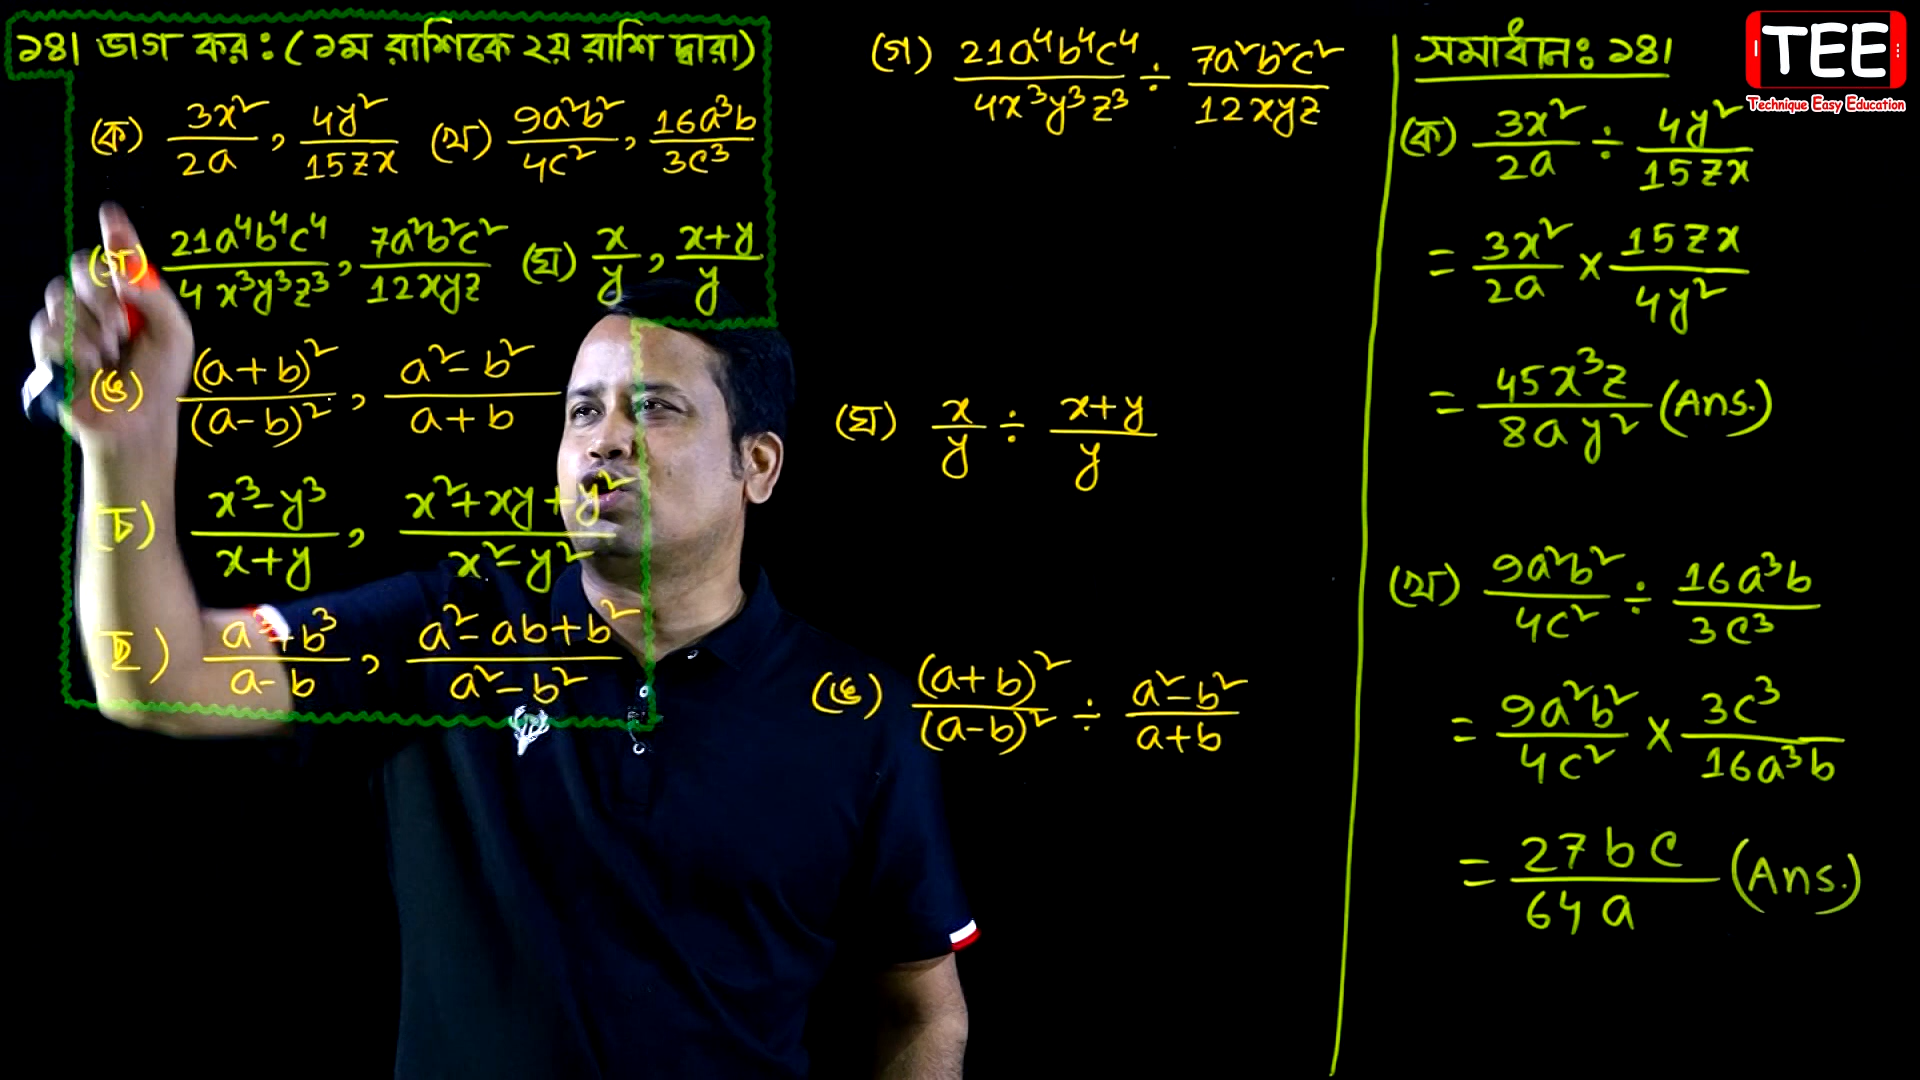 ১৪। ভাগ কর : ( ১ম রাশিকে ২য় রাশি দ্বারা)
(ক) 3x²/2a , 4y²/15zx (খ) 9a²b²/4c² , 16a³b/3c³
(গ) 21a⁴b⁴c⁴/4x³y³z³ , 7a²b²c²/12xyz (ঘ) x/y , x+y/y
(ঙ) (a+b)²/(a-b)² , a²-b²/a+b
(চ) x³-y³/x+y , x²+xy+y²/x²-y²
ছ) a³+b³/a-b , a²-ab+b²/a²-b²
(গ) 21a⁴b⁴c⁴/4x³y³z³ ÷ 7a²b²c²/12xyz
(ঘ) x/y ÷ x+y/y
(ঙ) (a+b)²/(a-b)² ÷ a²-b²/a+b
সমাধান: ১৪।
(ক) 3x²/2a ÷ 4y²/15zx
= 3x²/2a × 15zx/4y²
= 45x³z/8ay² (Ans.)
(খ) 9a²b²/4c² ÷ 16a³b/3c³
= 9a²b²/4c² × 3c³/16a³b
= 27bc/64a (Ans.)
TEE
Technique Easy Education